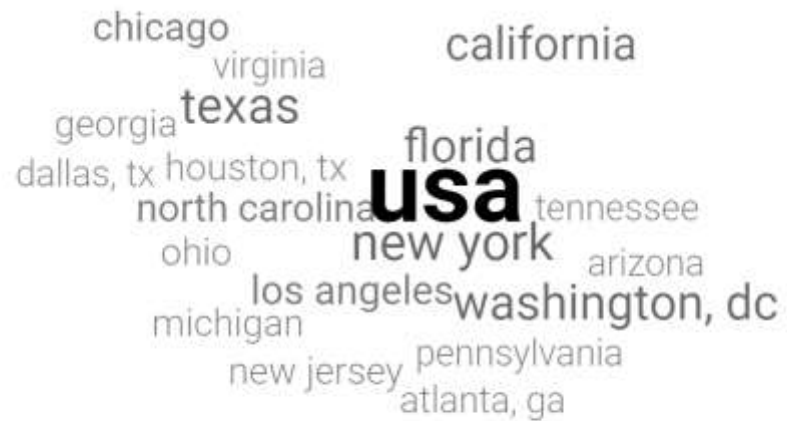 chicago
california
virginia
texas
georgia
florida
dallas, tx
houston, tx
usa
north carolina
tennessee
new york
ohio
arizona
los angeles
washington, dc
michigan
pennsylvania
new jersey
atlanta, ga